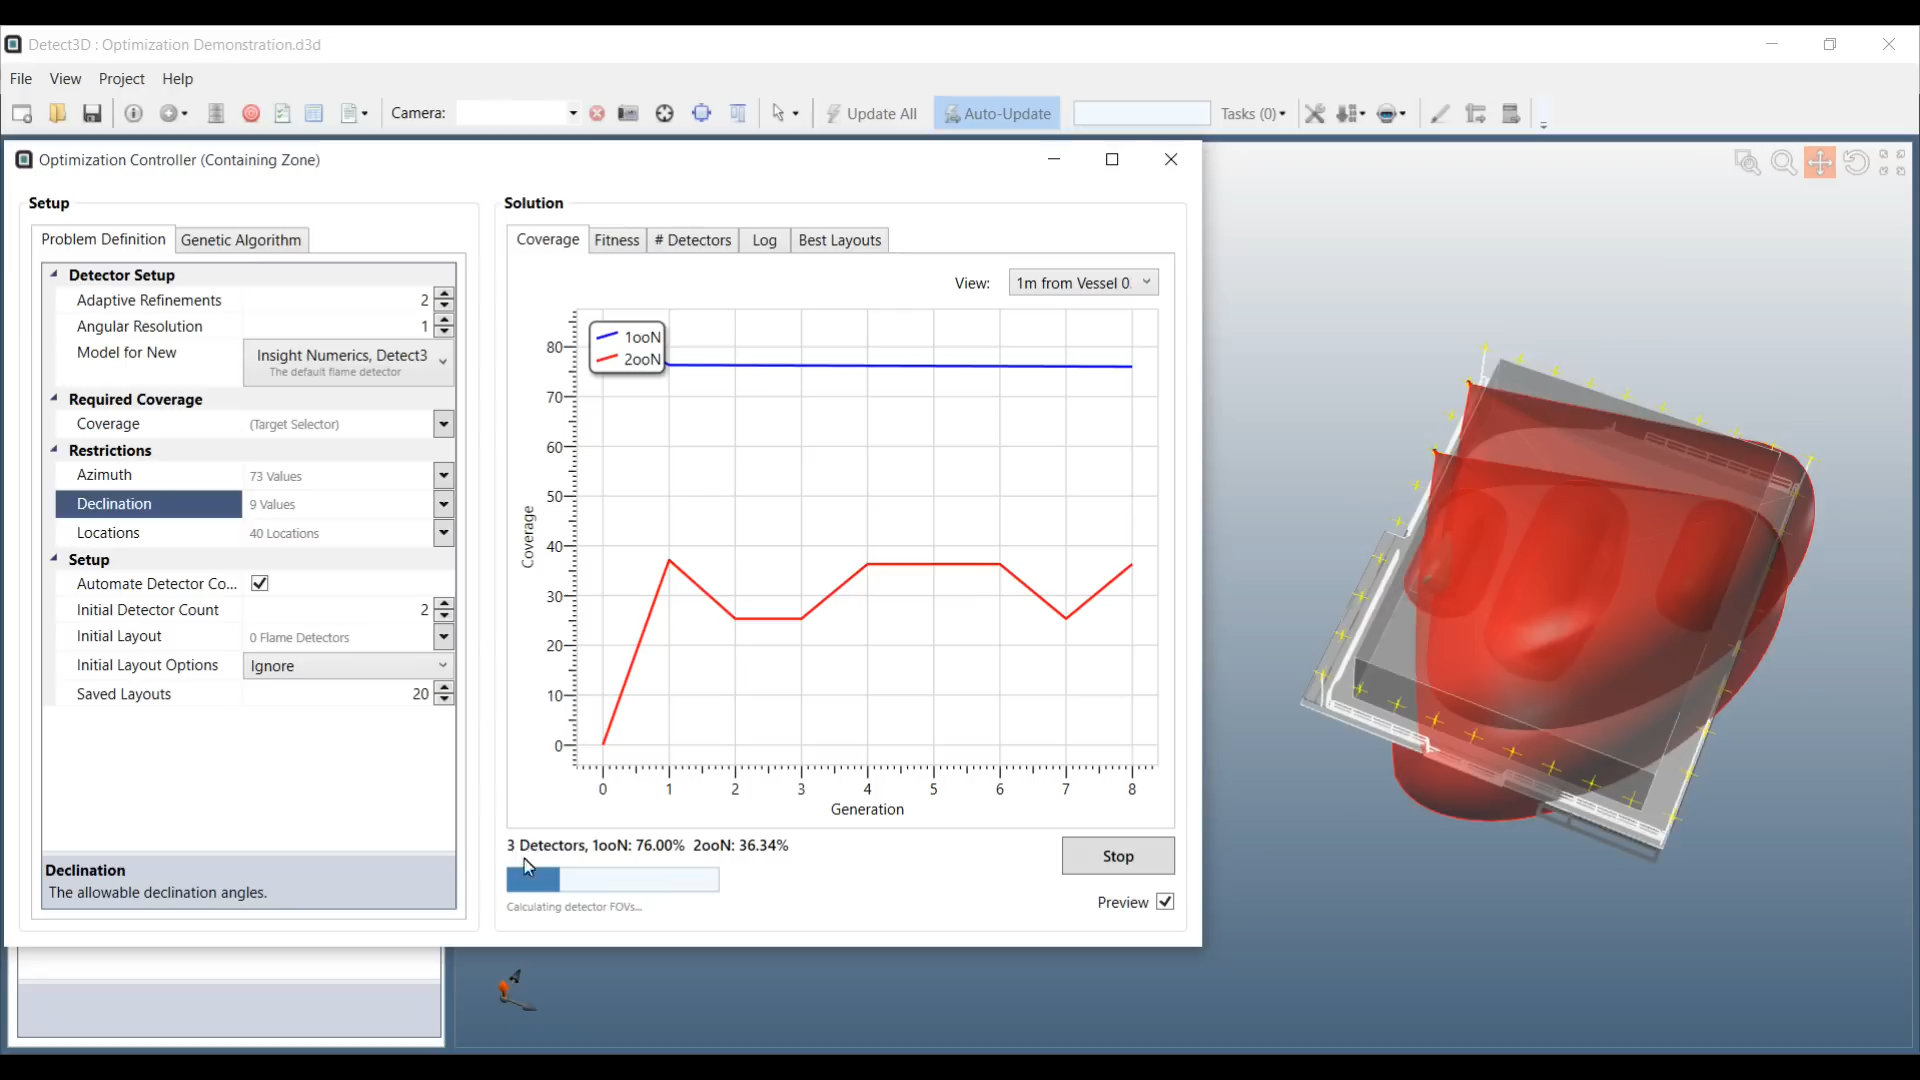 Detect3D : Optimization Demonstration.d3d
File View Project Help
Camera: Update All Auto-Update Tasks (0)
Optimization Controller (Containing Zone)
Setup
Problem Definition Genetic Algorithm
Detector Setup
Adaptive Refinements 2
Angular Resolution 1
Model for New Insight Numerics, Detect3
The default flame detector
Required Coverage
Coverage (Target Selector)
Restrictions
Azimuth 73 Values
Declination 9 Values
Locations 40 Locations
Setup
Automate Detector Co...
Initial Detector Count 2
Initial Layout 0 Flame Detectors
Initial Layout Options Ignore
Saved Layouts 20
Declination
The allowable declination angles.
Solution
Coverage Fitness # Detectors Log Best Layouts
View: 1m from Vessel 0
1ooN
2ooN
80
70
60
50
40
30
20
10
0
Coverage
0 1 2 3 4 5 6 7 8
Generation
3 Detectors, 1ooN: 76.00% 2ooN: 36.34%
Stop
Calculating detector FOVs...
Preview